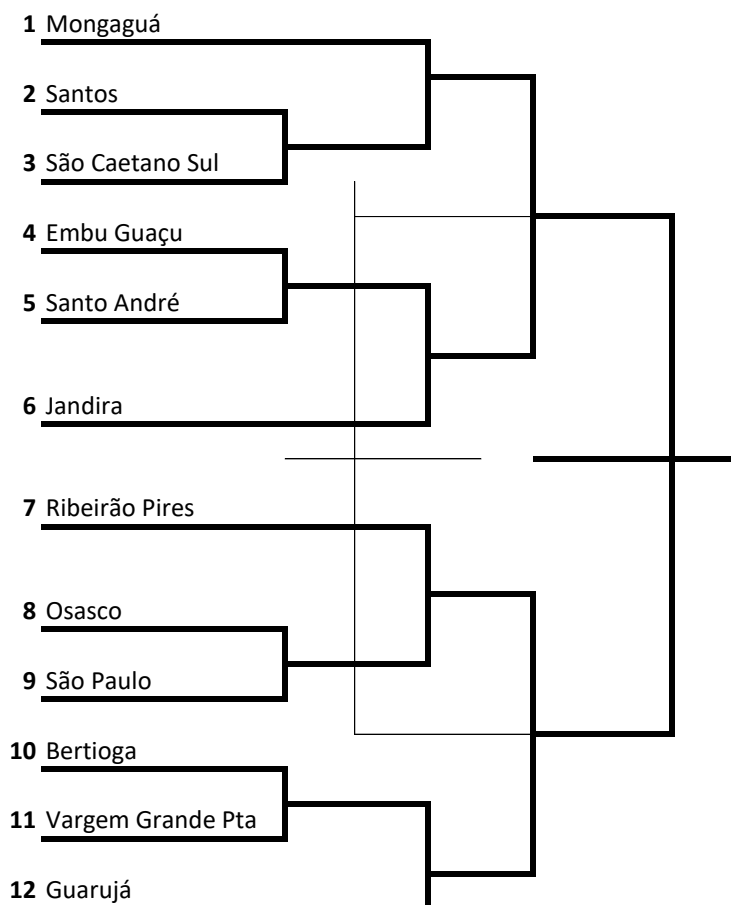 1 Mongaguá
2 Santos
3 São Caetano Sul
4 Embu Guaçu
5 Santo André
6 Jandira
7 Ribeirão Pires
8 Osasco
9 São Paulo
10 Bertioga
11 Vargem Grande Pta
12 Guarujá